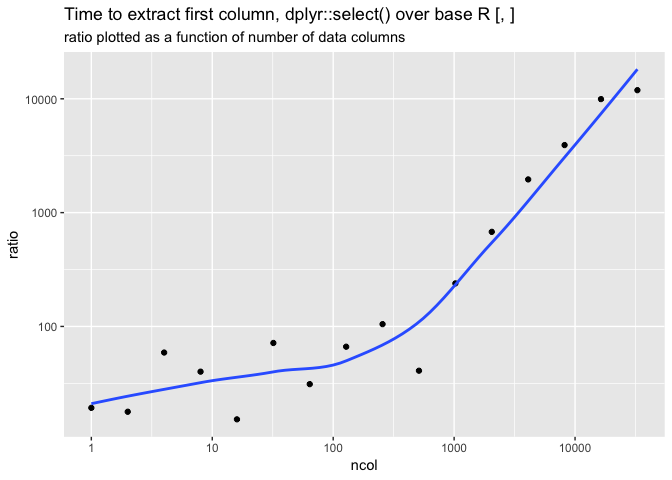 Time to extract first column, dplyr::select() over base R [, ]
ratio plotted as a function of number of data columns
10000
1000
100
ratio
1 10 100 1000 10000
ncol